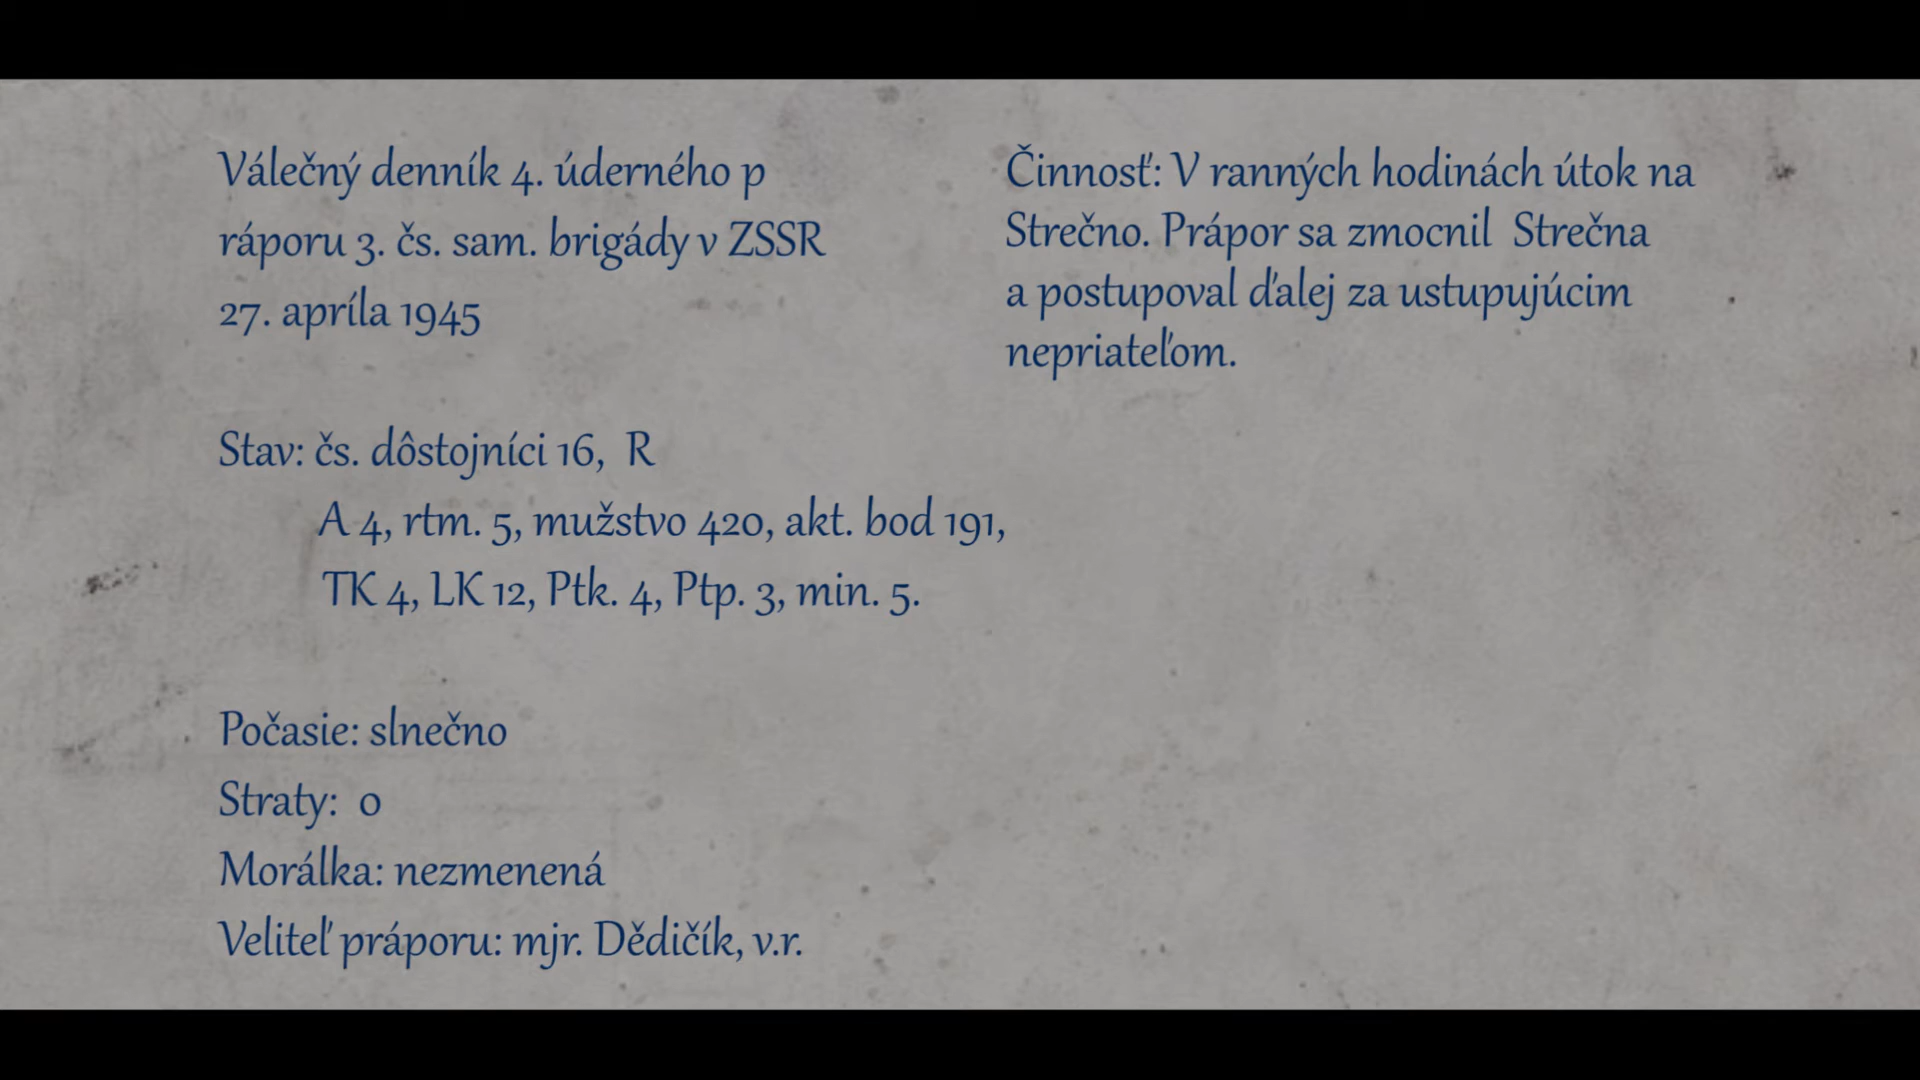 Válečný denník 4. úderného p
ráporu 3. čs. sam. brigády v ZSSR
27. apríla 1945
Stav: čs. dôstojníci 16, R
A 4, rtm. 5, mužstvo 420, akt. bod 191,
TK 4, LK 12, Ptk. 4, Ptp. 3, min. 5.
Počasie: slnečno
Straty: 0
Morálka: nezmenená
Veliteľ práporu: mjr. Dědičík, v.r.
Činnosť: V ranných hodinách útok na
Strečno. Prápor sa zmocnil Strečna
a postupoval ďalej za ustupujúcim
nepriateľom.